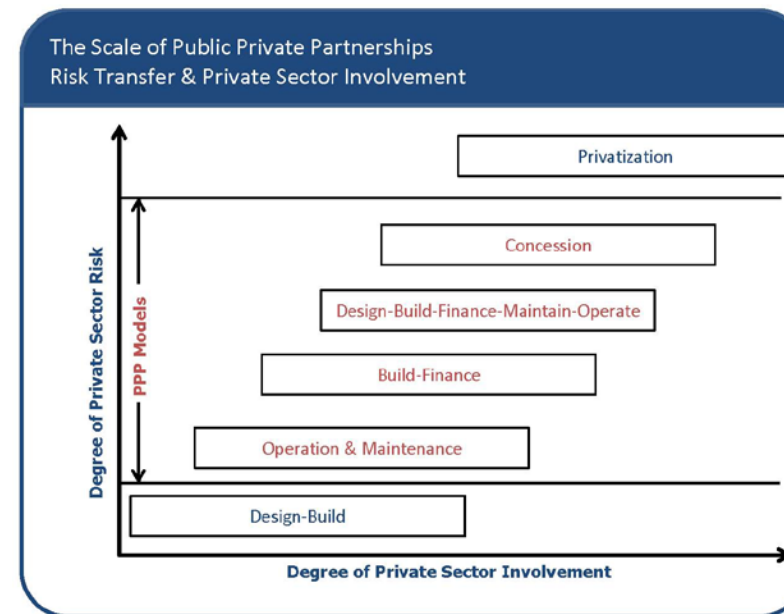 The Scale of Public Private Partnerships
Risk Transfer & Private Sector Involvement
Privatization
Concession
Design-Build-Finance-Maintain-Operate
Build-Finance
Operation & Maintenance
Design-Build
Degree of Private Sector Risk
PPP Models
Degree of Private Sector Involvement